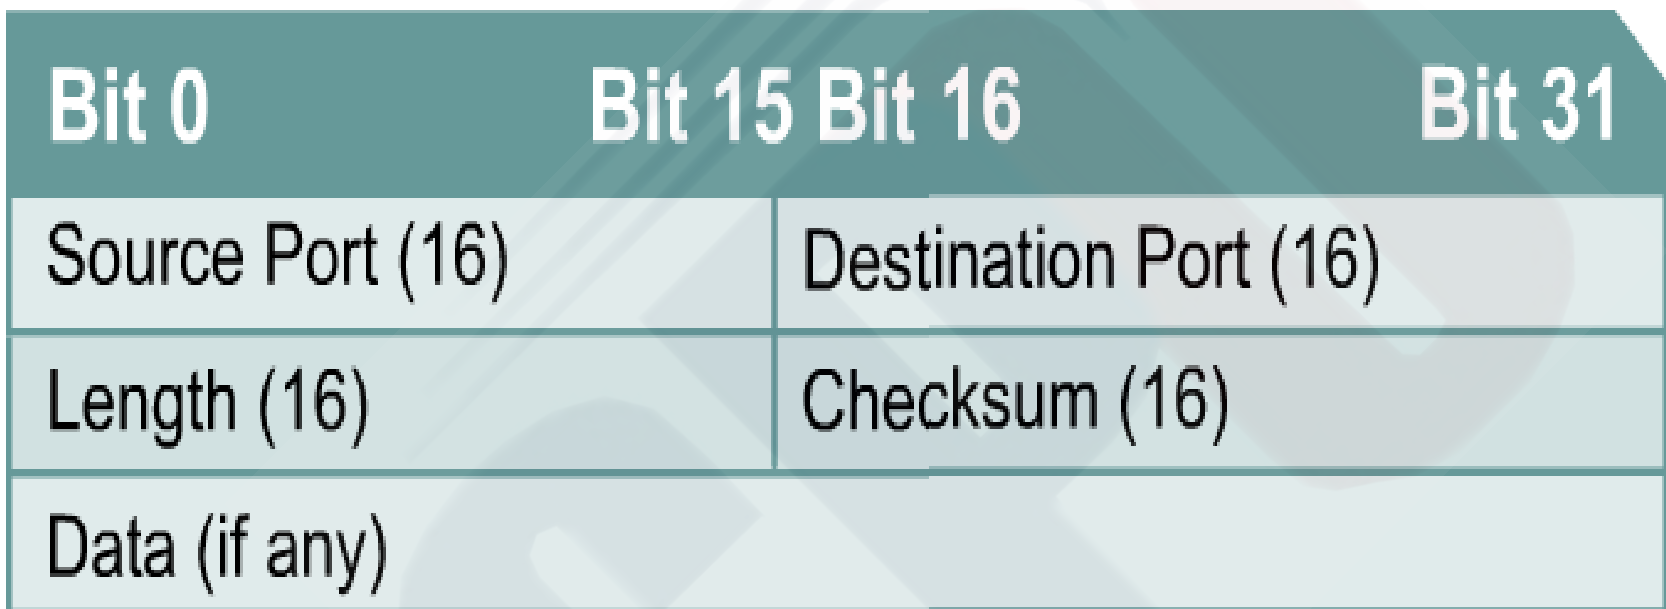 Bit 0 Bit 15 Bit 16 Bit 31
Source Port (16) Destination Port (16)
Length (16) Checksum (16)
Data (if any)